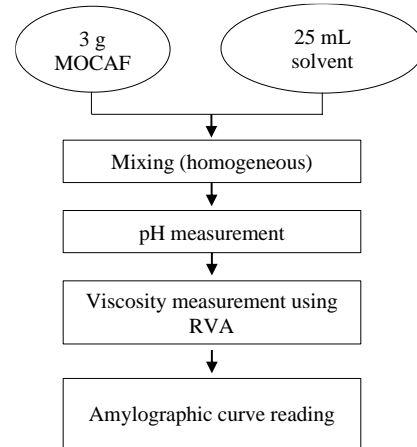 3 g
MOCAF
25 mL
solvent
Mixing (homogeneous)
pH measurement
Viscosity measurement using
RVA
Amylographic curve reading